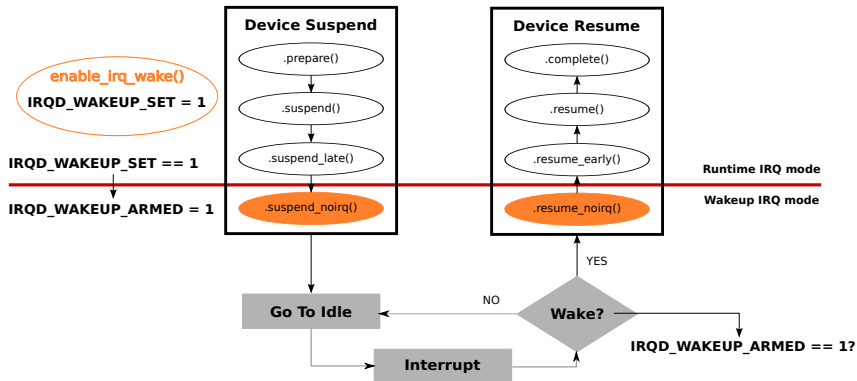 Device Suspend
Device Resume
.prepare()
.complete()
enable_irq_wake()
IRQD_WAKEUP_SET = 1
.suspend()
.resume()
.suspend_late()
.resume_early()
IRQD_WAKEUP_SET == 1
Runtime IRQ mode
Wakeup IRQ mode
IRQD_WAKEUP_ARMED = 1
.suspend_noirq()
.resume_noirq()
YES
NO
Go To Idle
Wake?
IRQD_WAKEUP_ARMED == 1?
Interrupt